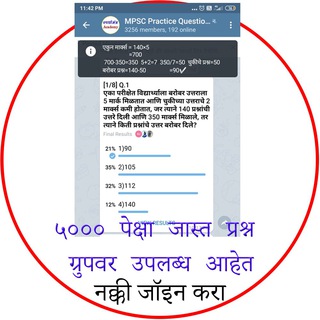 11:42 PM
MPSC Practice Questio...
3256 members, 192 online
एकुन मार्क्स = 140×5
=700
700-350=350 5+2=7 350/7=50 चुकीचे प्रश्न=50
बरोबर प्रश्न=140-50 =90✓
[1/8] Q.1
एका परीक्षेत विद्यार्थ्याला बरोबर उत्तराला
5 मार्क मिळतात आणि चुकीच्या उत्तराचे 2
मार्क्स कमी होतात, जर त्याने 140 प्रश्नांची
उत्तरे दिली आणि 350 मार्क्स मिळाले, तर
त्याने किती प्रश्नांचे उत्तर बरोबर दिले?
Final Results
21% 1)90
35% 2)105
32% 3)112
12% 4)140
RESULTS
५००० पेक्षा जास्त प्रश्न
ग्रुपवर उपलब्ध आहेत
नक्की जॉइन करा